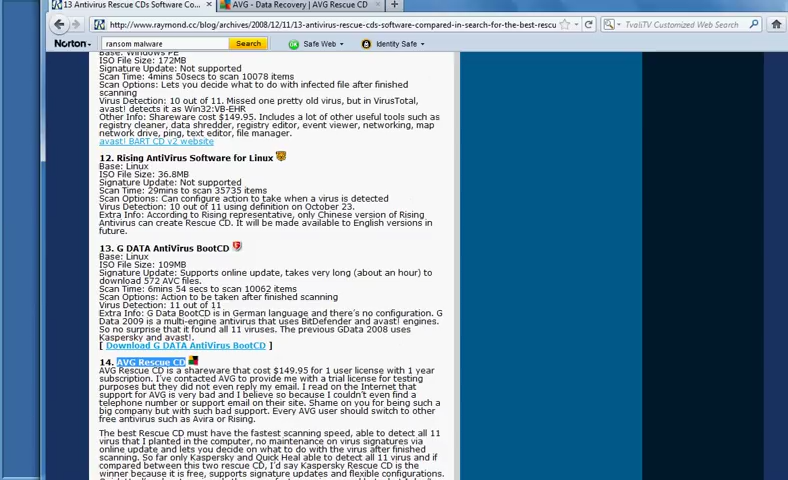 13 Antivirus Rescue CDs Software Co...
AVG - Data Recovery | AVG Rescue CD
http://www.raymond.cc/blog/archives/2008/12/11/13-antivirus-rescue-cds-software-compared-in-search-for-the-best-rescu
TvaliTV Customized Web Search
Norton
ransom malware
Search
Safe Web
Identity Safe
Base: Windows PE
ISO File Size: 172MB
Signature Update: Not supported
Scan Time: 4mins 50secs to scan 10078 items
Scan Options: Lets you decide what to do with infected file after finished
scanning
Virus Detection: 10 out of 11. Missed one pretty old virus, but in VirusTotal,
avast! detects it as Win32:VB-EHR
Other Info: Shareware cost $149.95. Includes a lot of other useful tools such as
registry cleaner, data shredder, registry editor, event viewer, networking, map
network drive, ping, text editor, file manager.
avast! BART CD v2 website
12. Rising AntiVirus Software for Linux
Base: Linux
ISO File Size: 36.8MB
Signature Update: Not supported
Scan Time: 29mins to scan 35735 items
Scan Options: Can configure action to take when a virus is detected
Virus Detection: 10 out of 11 using definition on October 23.
Extra Info: According to Rising representative, only Chinese version of Rising
Antivirus can create Rescue CD. It will be made available to English versions in
future.
13. G DATA AntiVirus BootCD
Base: Linux
ISO File Size: 109MB
Signature Update: Supports online update, takes very long (about an hour) to
download 572 AVC files.
Scan Time: 6mins 54 secs to scan 10062 items
Scan Options: Action to be taken after finished scanning
Virus Detection: 11 out of 11
Extra Info: G Data BootCD is in German language and there's no configuration. G
Data 2009 is a multi-engine antivirus that uses BitDefender and avast! engines.
So no surprise that it found all 11 viruses. The previous GData 2008 uses
Kaspersky and avast!.
[ Download G DATA AntiVirus BootCD ]
14. AVG Rescue CD
AVG Rescue CD is a shareware that cost $149.95 for 1 user license with 1 year
subscription. I've contacted AVG to provide me with a trial license for testing
purposes but they did not even reply my email. I read on the Internet that
support for AVG is very bad and I believe so because I couldn't even find a
telephone number or support email on their site. Shame on you for being such a
big company but with such bad support. Every AVG user should switch to other
free antivirus such as Avira or Rising.
The best Rescue CD must have the fastest scanning speed, able to detect all 11
virus that I planted in the computer, no maintenance on virus signatures via
online update and lets you decide on what to do with the virus after finished
scanning. So far only Kaspersky and Quick Heal able to detect all 11 virus and if
compared between this two rescue CD, I'd say Kaspersky Rescue CD is the
winner because it is free, supports signature updates and flexible configurations.